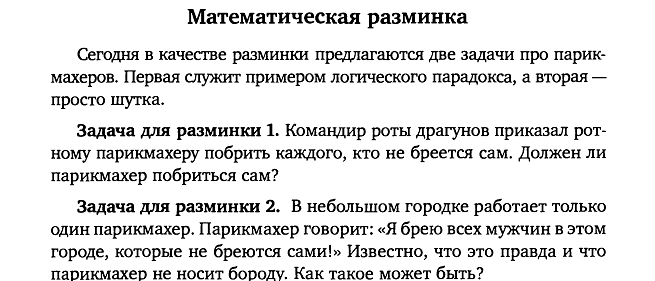 Математическая разминка
Сегодня в качестве разминки предлагаются две задачи про парик-
махеров. Первая служит примером логического парадокса, а вторая —
просто шутка.
Задача для разминки 1. Командир роты драгунов приказал рот-
ному парикмахеру побрить каждого, кто не бреется сам. Должен ли
парикмахер побриться сам?
Задача для разминки 2. В небольшом городке работает только
один парикмахер. Парикмахер говорит: «Я брею всех мужчин в этом
городе, которые не бреются сами!» Известно, что это правда и что
парикмахер не носит бороду. Как такое может быть?